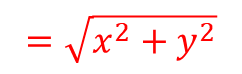 = √(x² + y²)